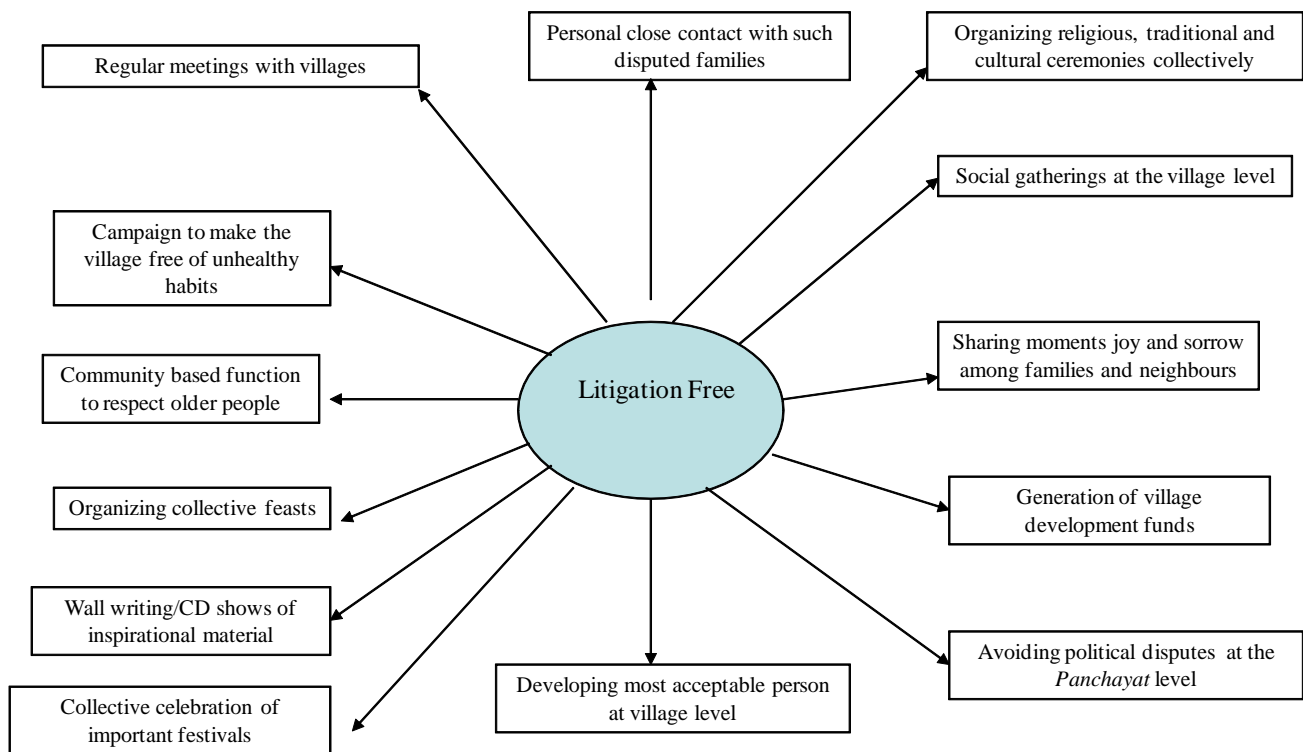 Personal close contact with such
disputed families
Organizing religious, traditional and
cultural ceremonies collectively
Regular meetings with villages
Social gatherings at the village level
Campaign to make the
village free of unhealthy
habits
Sharing moments joy and sorrow
among families and neighbours
Community based function
to respect older people
Litigation Free
Organizing collective feasts
Generation of village
development funds
Wall writing/CD shows of
inspirational material
Avoiding political disputes at the
Panchayat level
Developing most acceptable person
at village level
Collective celebration of
important festivals